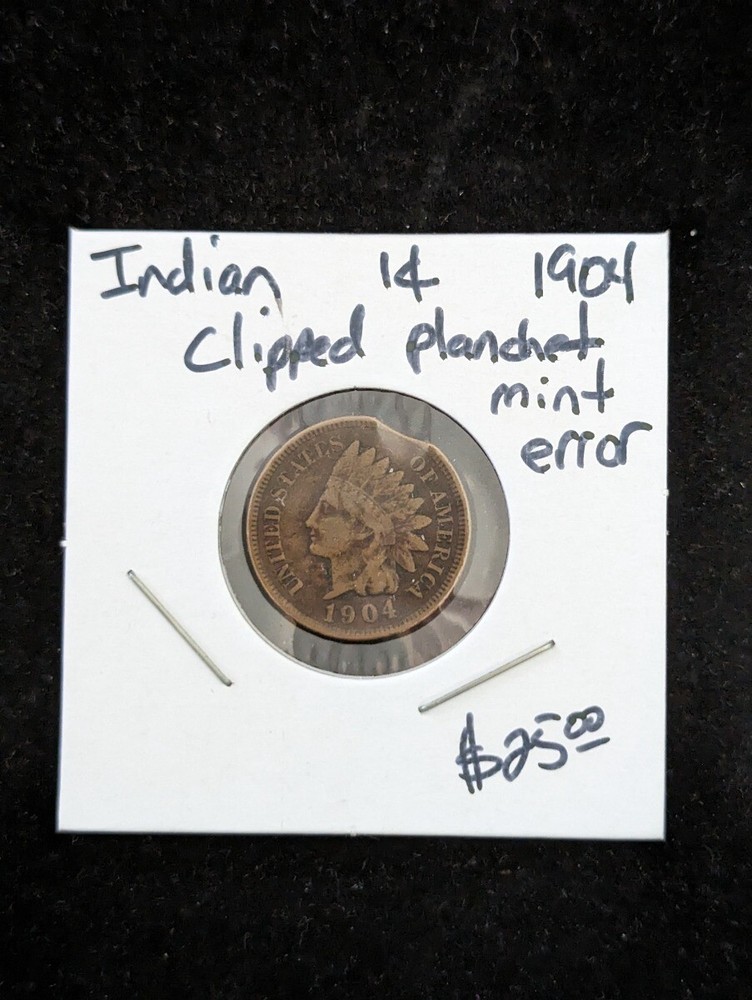 Indian 1¢ 1904
Clipped planchet
mint
error
UNITED STATES OF AMERICA
1904
$25.00